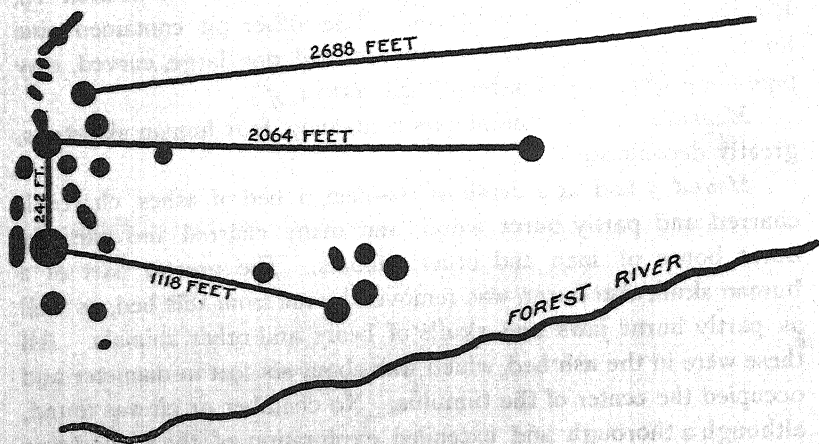 2688 FEET
2064 FEET
242 FT.
1118 FEET
FOREST RIVER